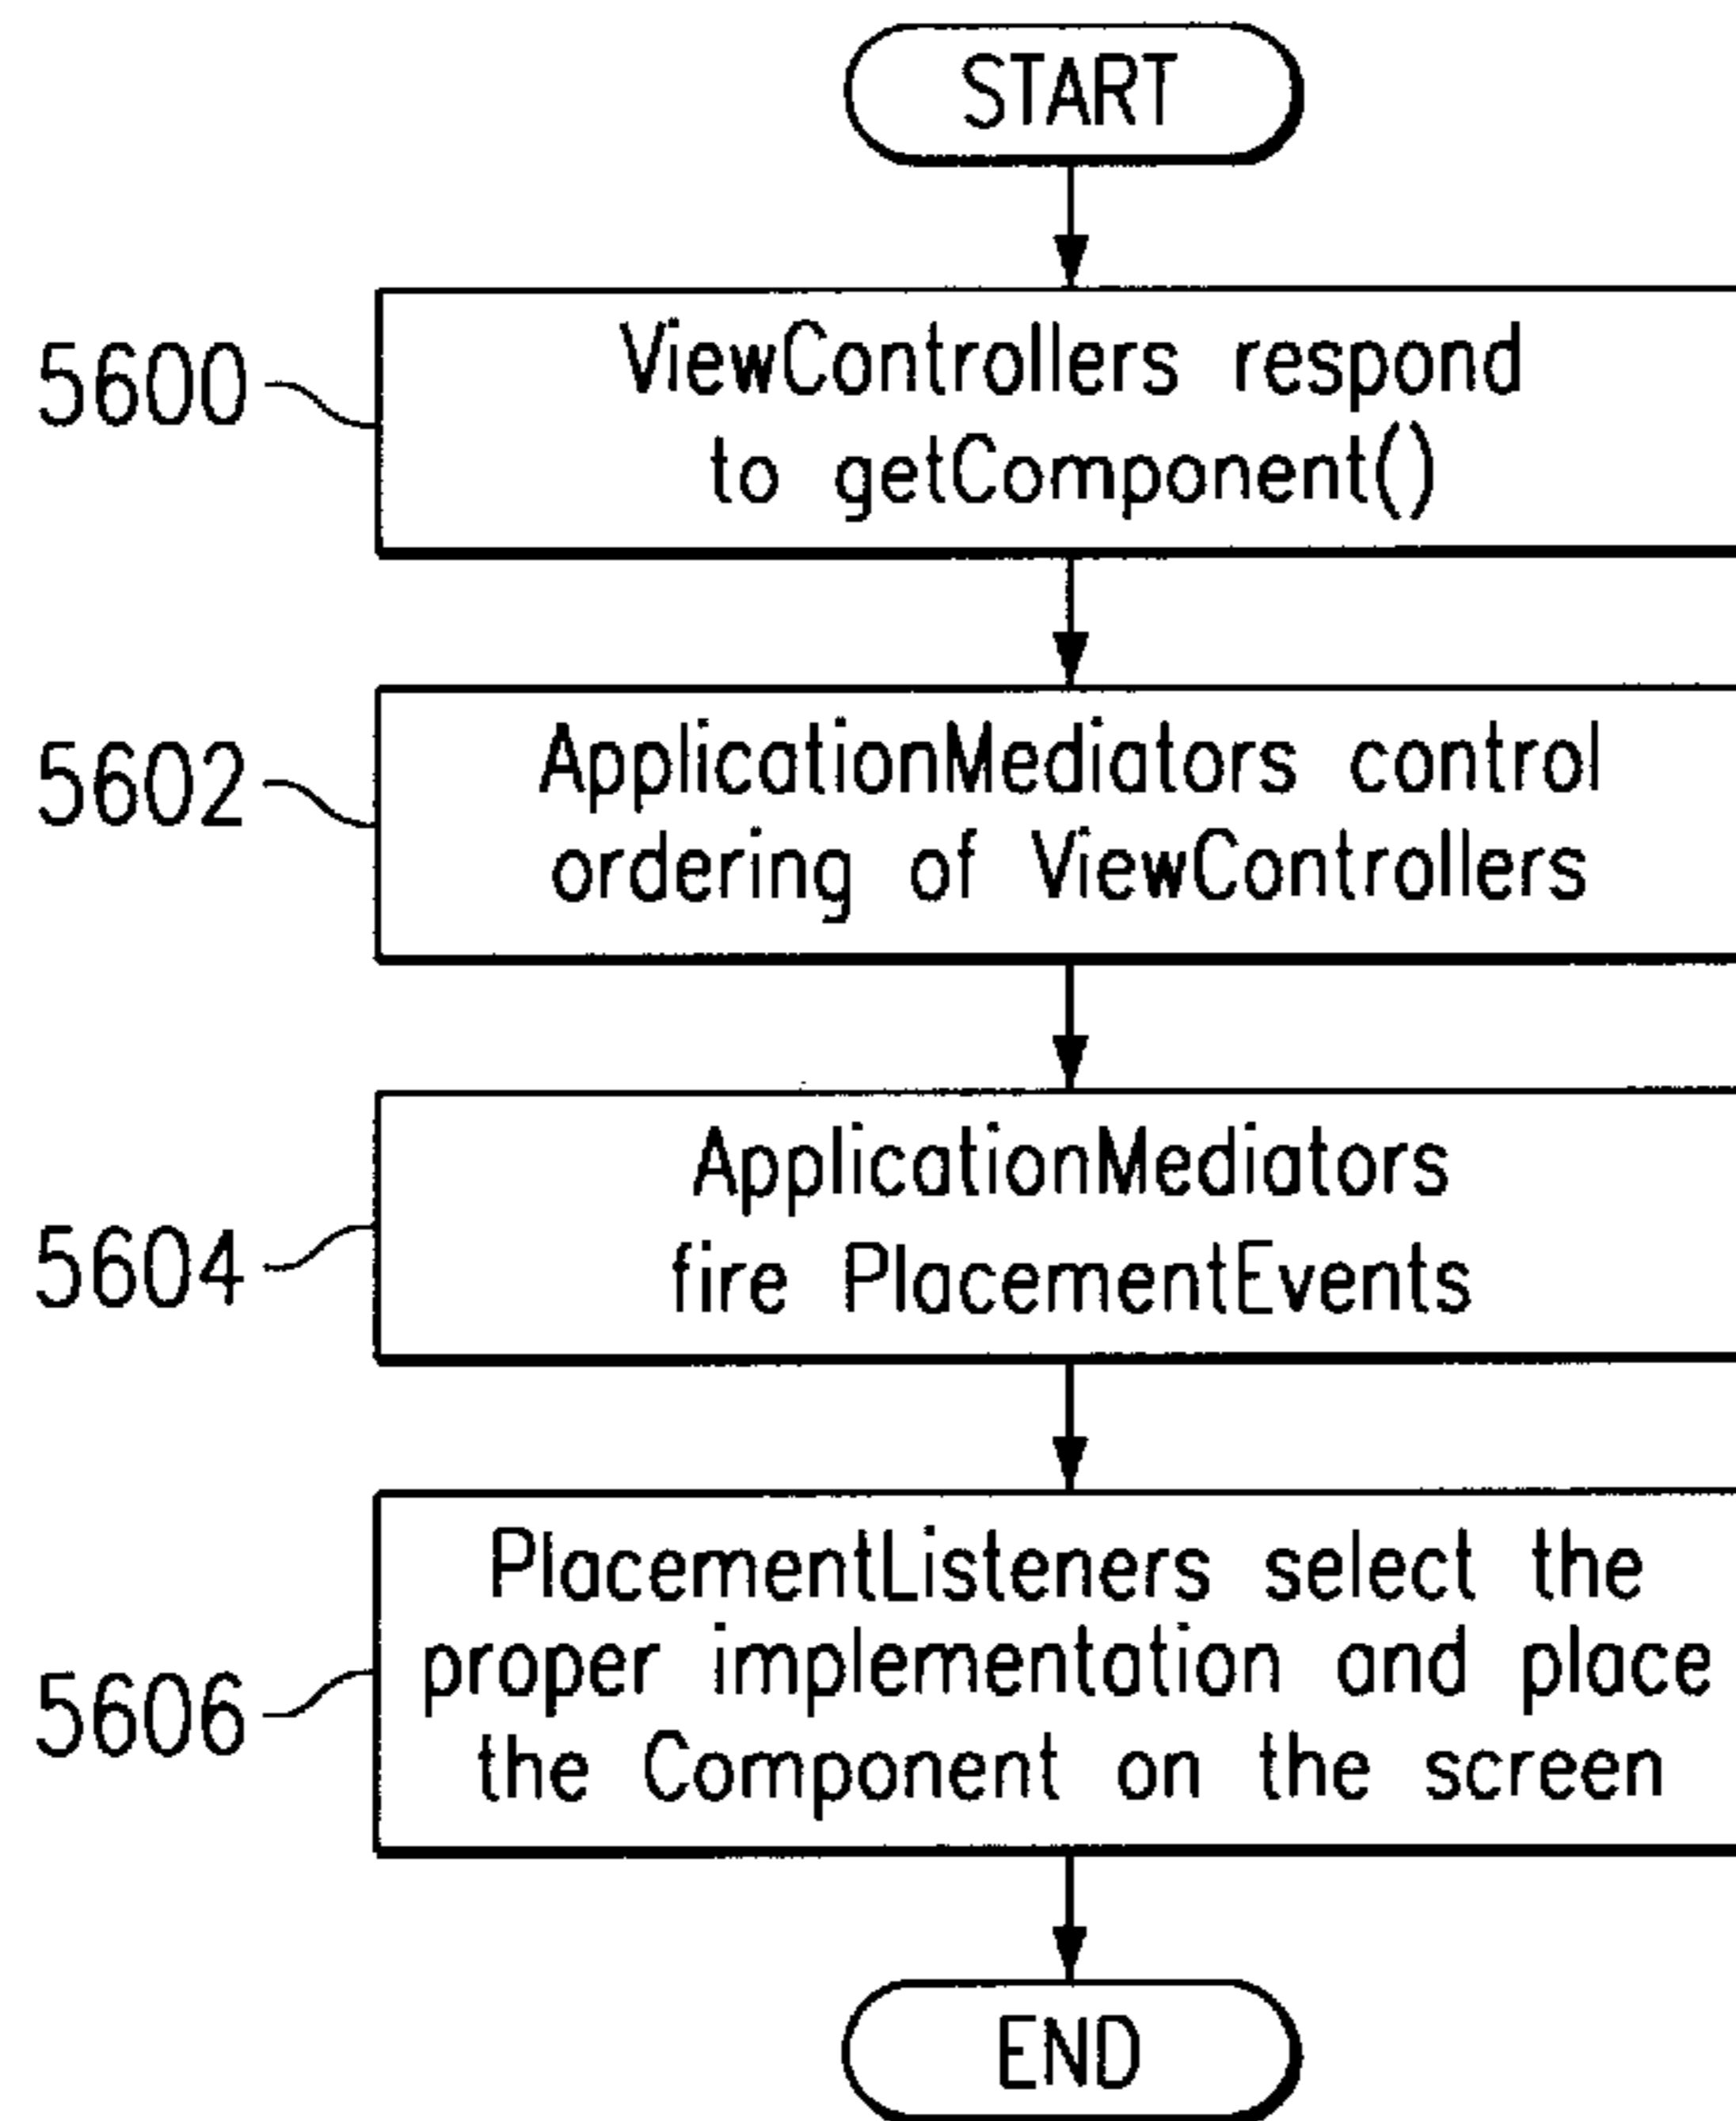 START
5600
ViewControllers respond
to getComponent()
5602
ApplicationMediators control
ordering of ViewControllers
5604
ApplicationMediators
fire PlacementEvents
5606
PlacementListeners select the
proper implementation and place
the Component on the screen
END